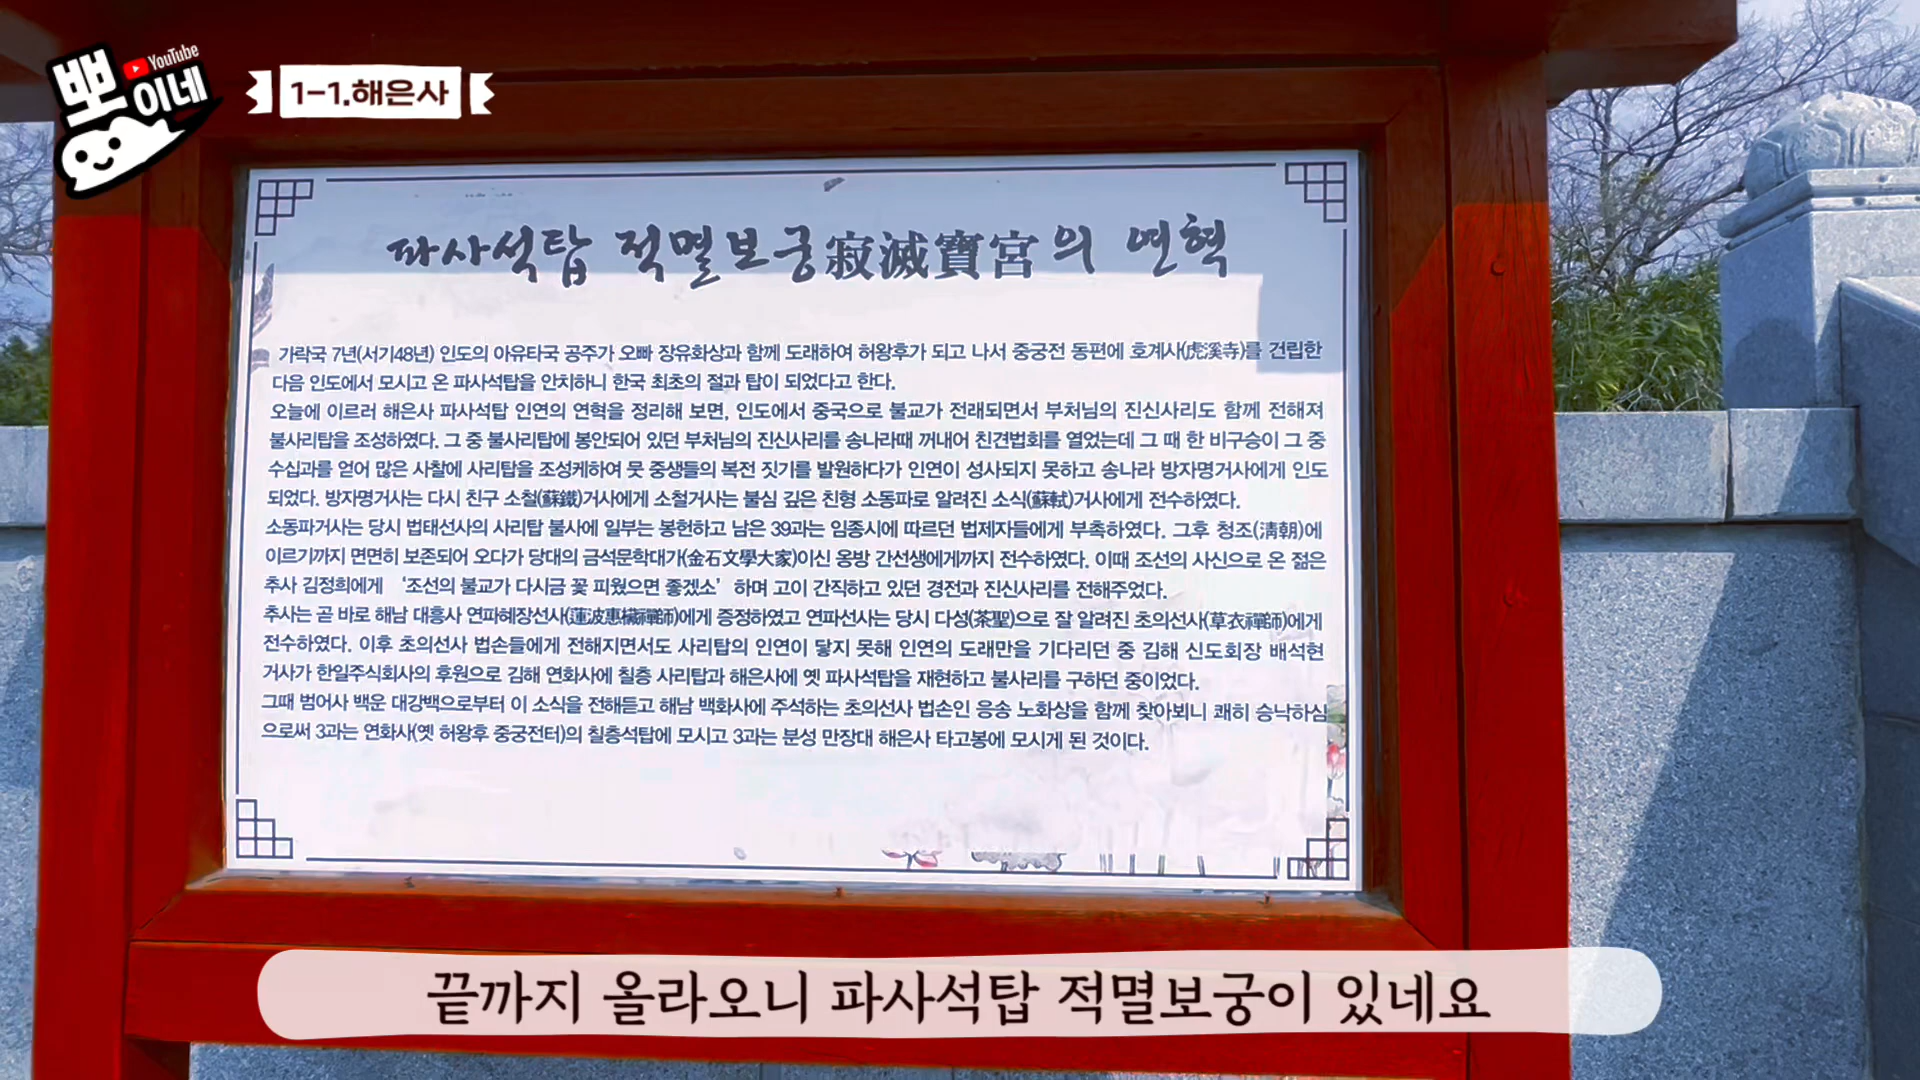 뽀이네
YouTube
1-1.해은사
파사석탑 적멸보궁寂滅寶宮의 연혁
가락국 7년(서기48년) 인도의 아유타국 공주가 오빠 장유화상과 함께 도래하여 허왕후가 되고 나서 중궁전 동편에 호계사(虎溪寺)를 건립한
다음 인도에서 모시고 온 파사석탑을 안치하니 한국 최초의 절과 탑이 되었다고 한다.
오늘에 이르러 해은사 파사석탑 인연의 연혁을 정리해 보면, 인도에서 중국으로 불교가 전래되면서 부처님의 진신사리도 함께 전해져
불사리탑을 조성하였다. 그 중 불사리탑에 봉안되어 있던 부처님의 진신사리를 송나라때 꺼내어 친견법회를 열었는데 그 때 한 비구승이 그 중
수십과를 얻어 많은 사찰에 사리탑을 조성케하여 뭇 중생들의 복전 짓기를 발원하다가 인연이 성사되지 못하고 송나라 방자명거사에게 인도
되었다. 방자명거사는 다시 친구 소철(蘇鐵)거사에게 소철거사는 불심 깊은 친형 소동파로 알려진 소식(蘇軾)거사에게 전수하였다.
소동파거사는 당시 법태선사의 사리탑 불사에 일부는 봉헌하고 남은 39과는 임종시에 따르던 법제자들에게 부촉하였다. 그후 청조(淸朝)에
이르기까지 면면히 보존되어 오다가 당대의 금석문학대가(金石文學大家)이신 옹방 간선생에게까지 전수하였다. 이때 조선의 사신으로 온 젊은
추사 김정희에게 ‘조선의 불교가 다시금 꽃 피웠으면 좋겠소’ 하며 고이 간직하고 있던 경전과 진신사리를 전해주었다.
추사는 곧 바로 해남 대흥사 연파혜장선사(蓮波惠禪師)에게 증정하였고 연파선사는 당시 다성(茶聖)으로 잘 알려진 초의선사(草衣禪師)에게
전수하였다. 이후 초의선사 법손들에게 전해지면서도 사리탑의 인연이 닿지 못해 인연의 도래만을 기다리던 중 김해 신도회장 배석현
거사가 한일주식회사의 후원으로 김해 연화사에 칠층 사리탑과 해은사에 옛 파사석탑을 재현하고 불사리를 구하던 중이었다.
그때 범어사 백운 대강백으로부터 이 소식을 전해듣고 해남 백화사에 주석하는 초의선사 법손인 응송 노화상을 함께 찾아뵈니 쾌히 승낙하심
으로써 3과는 연화사(옛 허왕후 중궁전터)의 칠층석탑에 모시고 3과는 분성 만장대 해은사 타고봉에 모시게 된 것이다.
끝까지 올라오니 파사석탑 적멸보궁이 있네요